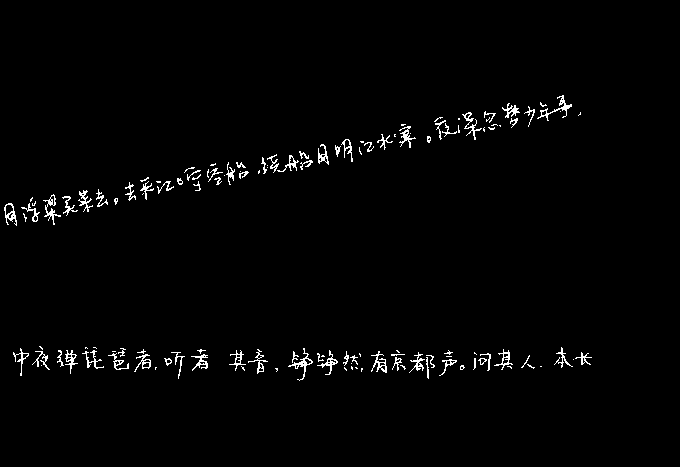 月浮梁买茶去。去来江口守空船,绕船月明江水寒。夜深忽梦少年事,
中夜弹琵琶者,听者 其音,铮铮然,有京都声。问其人.本长